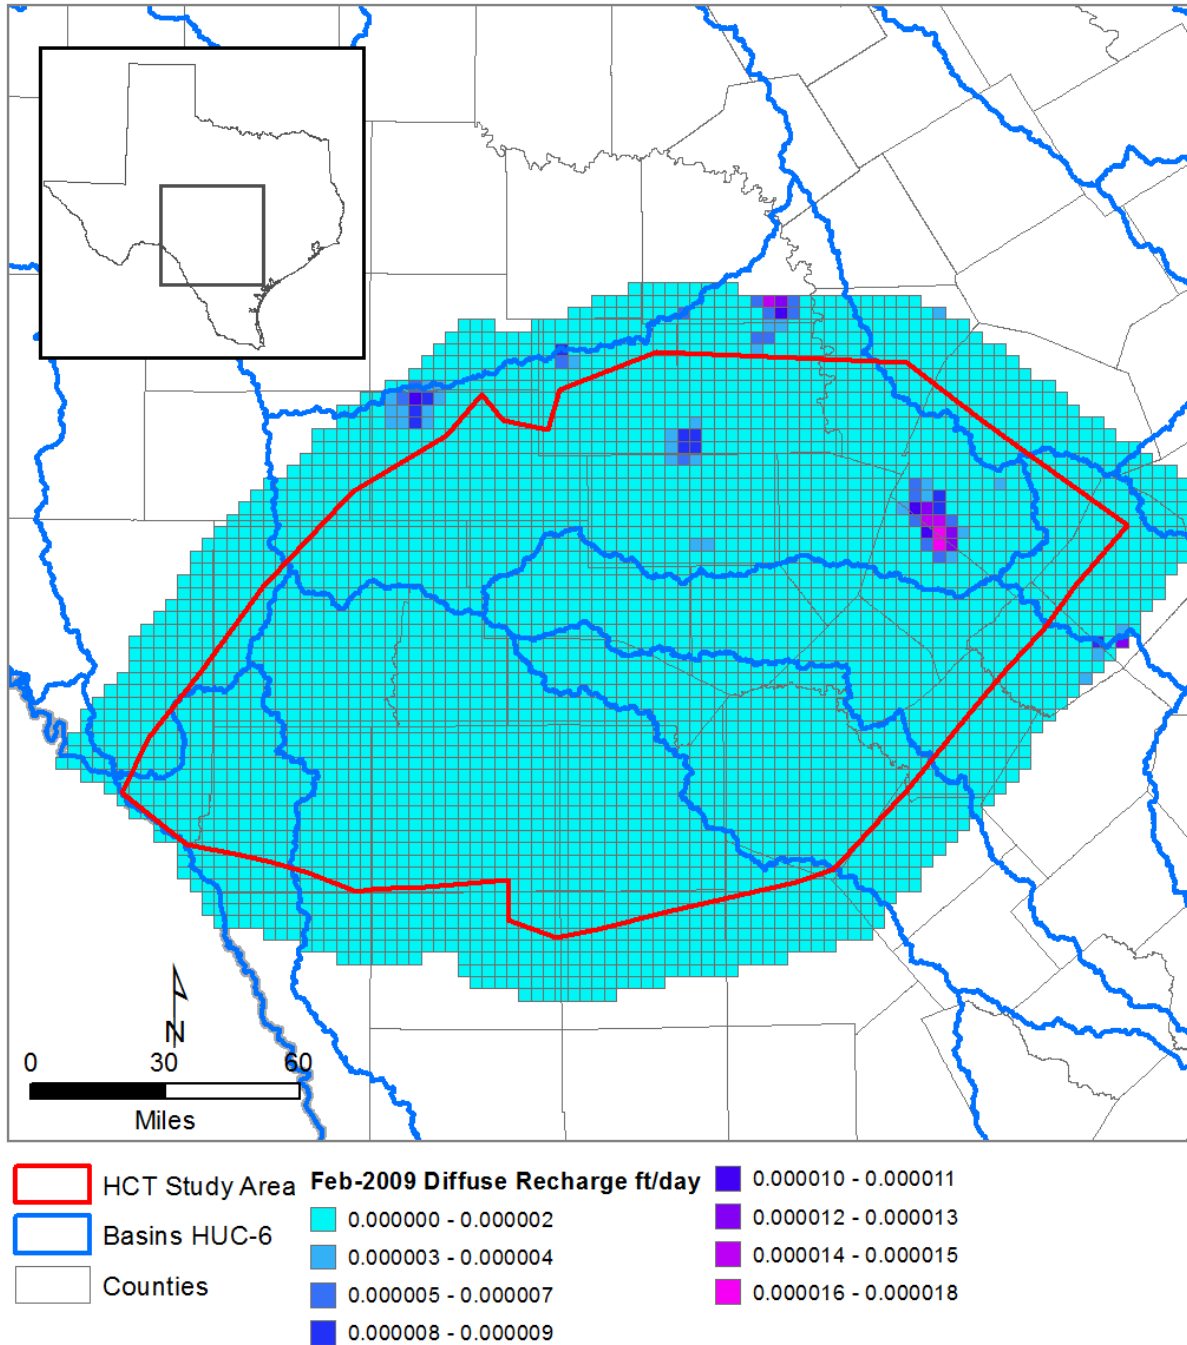 N
0 30 60
Miles
HCT Study Area
Basins HUC-6
Counties
Feb-2009 Diffuse Recharge ft/day
0.000000 - 0.000002
0.000003 - 0.000004
0.000005 - 0.000007
0.000008 - 0.000009
0.000010 - 0.000011
0.000012 - 0.000013
0.000014 - 0.000015
0.000016 - 0.000018